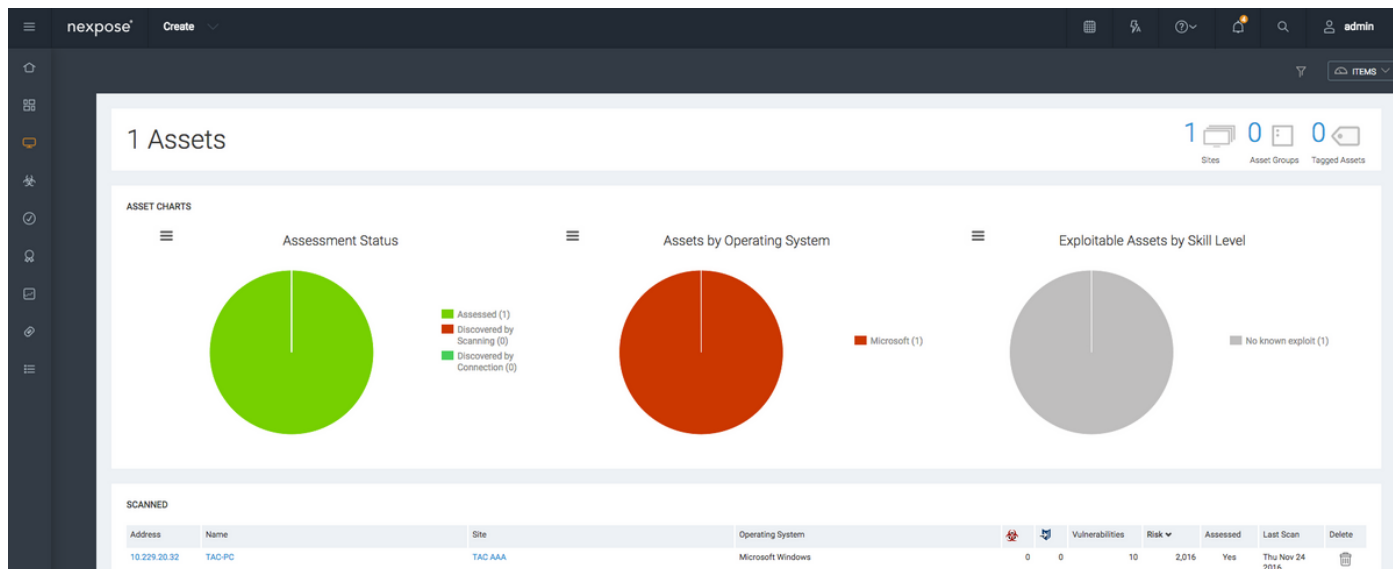 nexpose
Create
4
admin
ITEMS
1 Assets
1 Sites
0 Asset Groups
0 Tagged Assets
ASSET CHARTS
Assessment Status
Assessed (1)
Discovered by
Scanning (0)
Discovered by
Connection (0)
Assets by Operating System
Microsoft (1)
Exploitable Assets by Skill Level
No known exploit (1)
SCANNED
Address Name Site Operating System Vulnerabilities Risk Assessed Last Scan Delete
10.229.20.32 TAC-PC TAC AAA Microsoft Windows 0 0 10 2,016 Yes Thu Nov 24
2016